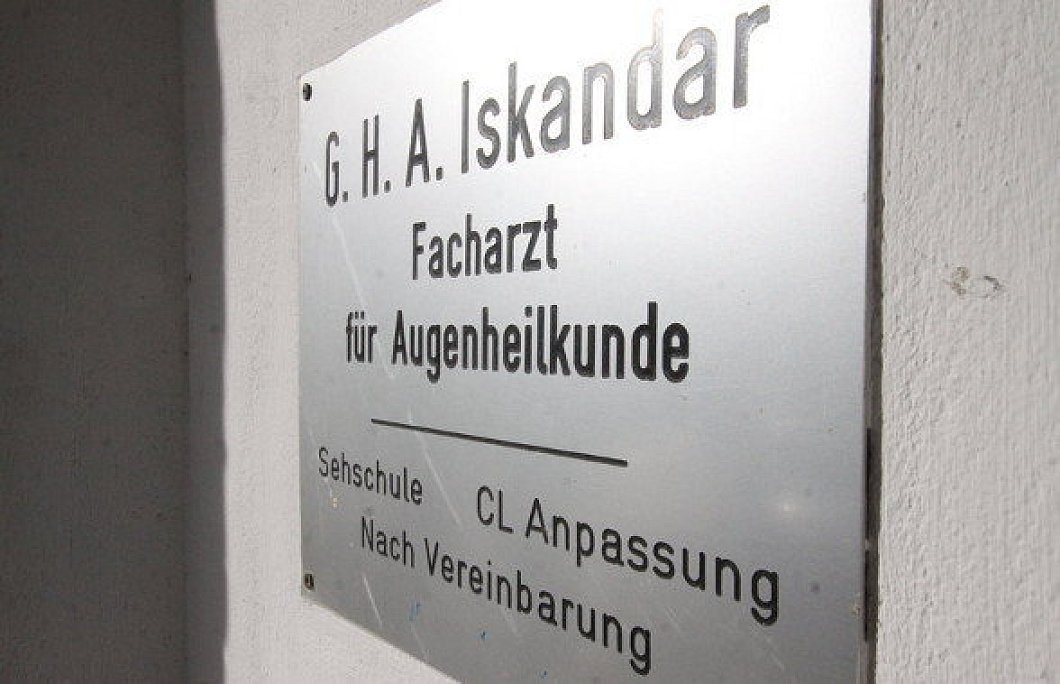 G. H. A. Iskandar
Facharzt
für Augenheilkunde
Sehschule CL Anpassung
Nach Vereinbarung